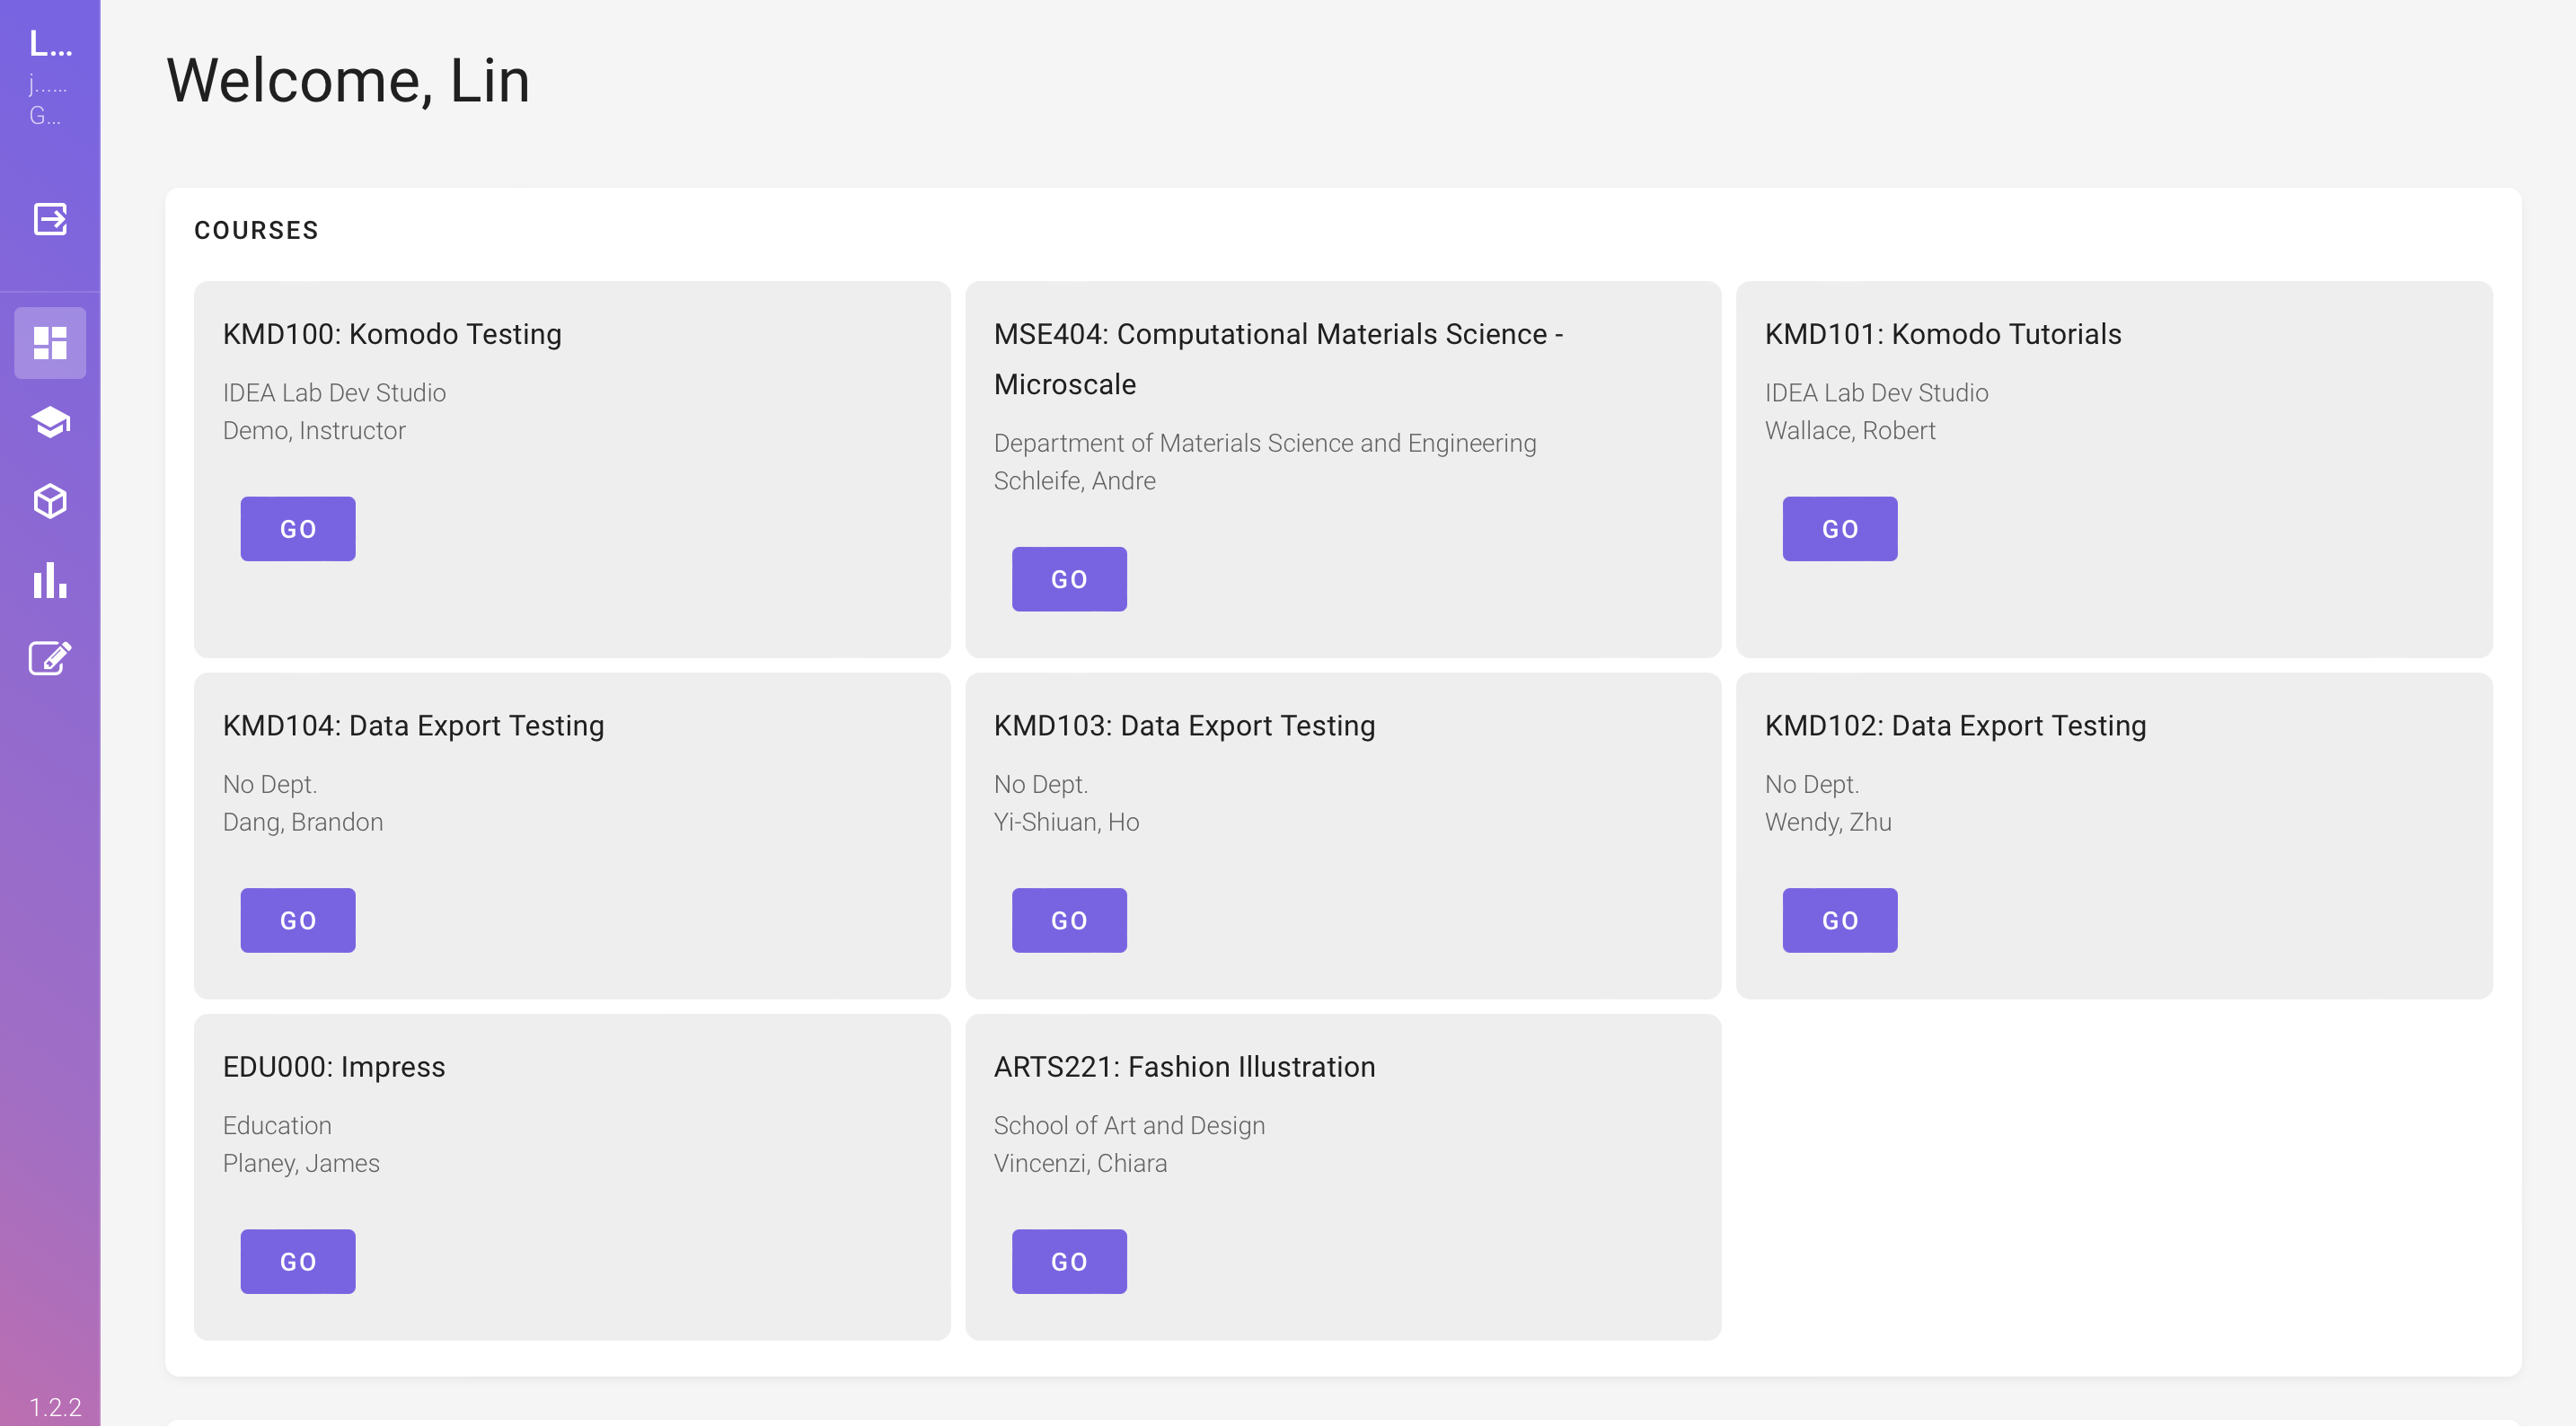 L...
j......
G...
1.2.2
Welcome, Lin
COURSES
KMD100: Komodo Testing
IDEA Lab Dev Studio
Demo, Instructor
GO
MSE404: Computational Materials Science -
Microscale
Department of Materials Science and Engineering
Schleife, Andre
GO
KMD101: Komodo Tutorials
IDEA Lab Dev Studio
Wallace, Robert
GO
KMD104: Data Export Testing
No Dept.
Dang, Brandon
GO
KMD103: Data Export Testing
No Dept.
Yi-Shiuan, Ho
GO
KMD102: Data Export Testing
No Dept.
Wendy, Zhu
GO
EDU000: Impress
Education
Planey, James
GO
ARTS221: Fashion Illustration
School of Art and Design
Vincenzi, Chiara
GO